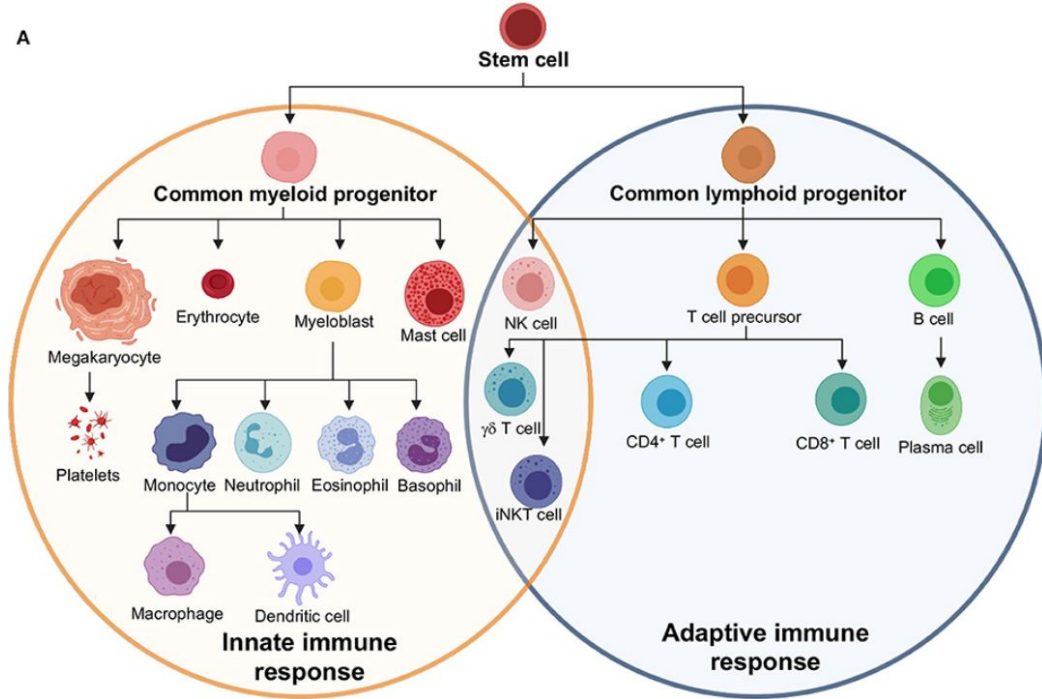 A
Stem cell
Common myeloid progenitor
Common lymphoid progenitor
Megakaryocyte
Erythrocyte
Myeloblast
Mast cell
NK cell
T cell precursor
B cell
Platelets
Monocyte
Neutrophil
Eosinophil
Basophil
γδ T cell
CD4⁺ T cell
CD8⁺ T cell
Plasma cell
iNKT cell
Macrophage
Dendritic cell
Innate immune
response
Adaptive immune
response